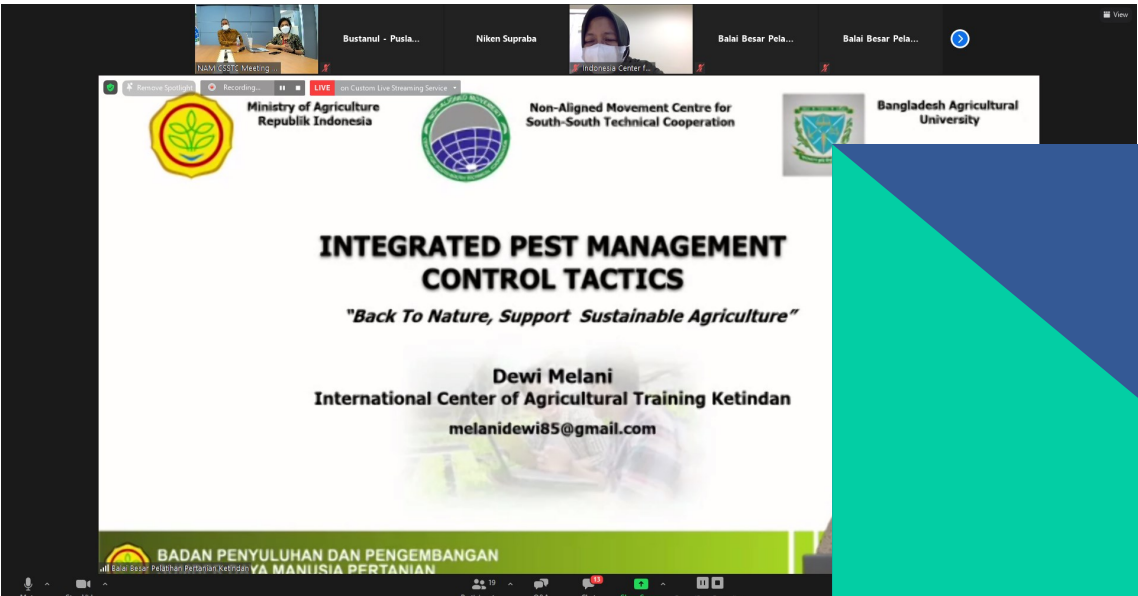 View
Bustanul - Pusla...
Niken Supraba
Balai Besar Pela...
Balai Besar Pela...
NAM CSSTC Meeting ...
Indonesia Center f...
Remove Spotlight
Recording...
LIVE
on Custom Live Streaming Service
Ministry of Agriculture
Republik Indonesia
Non-Aligned Movement Centre for
South-South Technical Cooperation
Bangladesh Agricultural
University
INTEGRATED PEST MANAGEMENT
CONTROL TACTICS
"Back To Nature, Support Sustainable Agriculture"
Dewi Melani
International Center of Agricultural Training Ketindan
melanidewi85@gmail.com
BADAN PENYULUHAN DAN PENGEMBANGAN
Balai Besar Pelatihan Pertanian Ketindan
YA MANUSIA PERTANIAN
19
13